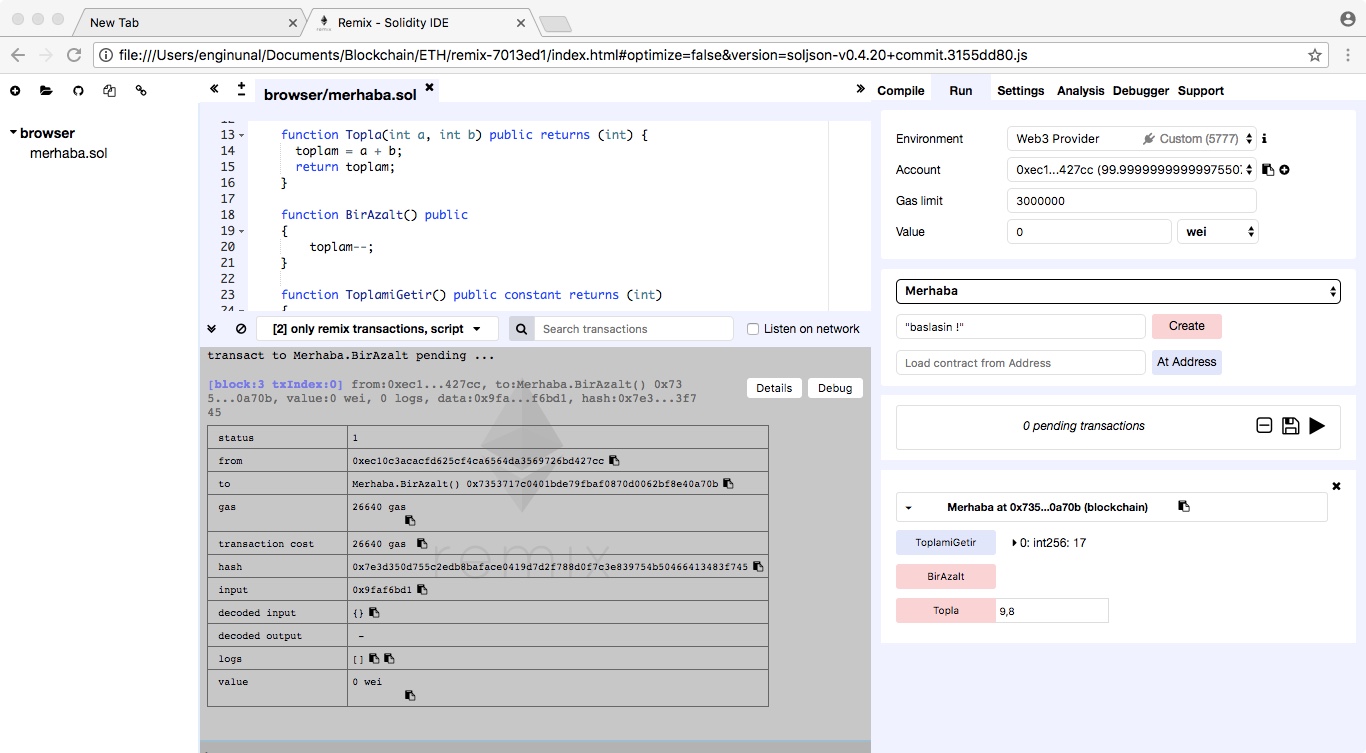 New Tab
Remix - Solidity IDE
file:///Users/enginunal/Documents/Blockchain/ETH/remix-7013ed1/index.html#optimize=false&version=soljson-v0.4.20+commit.3155dd80.js
browser
merhaba.sol
browser/merhaba.sol
13 function Topla(int a, int b) public returns (int) {
14 toplam = a + b;
15 return toplam;
16 }
17
18 function BirAzalt() public
19 {
20 toplam--;
21 }
22
23 function ToplamiGetir() public constant returns (int)
24 {
[2] only remix transactions, script
Search transactions
Listen on network
transact to Merhaba.BirAzalt pending ...
[block:3 txIndex:0] from:0xec1...427cc, to:Merhaba.BirAzalt() 0x73
5...0a70b, value:0 wei, 0 logs, data:0x9fa...f6bd1, hash:0x7e3...3f7
45
Details
Debug
status 1
from 0xec10c3acacfd625cf4ca6564da3569726bd427cc
to Merhaba.BirAzalt() 0x7353717c0401bde79fbaf0870d0062bf8e40a70b
gas 26640 gas
transaction cost 26640 gas
hash 0x7e3d350d755c2edb8baface0419d7d2f788d0f7c3e839754b50466413483f745
input 0x9faf6bd1
decoded input {}
decoded output -
logs []
value 0 wei
remix
Compile Run Settings Analysis Debugger Support
Environment Web3 Provider Custom (5777)
Account 0xec1...427cc (99.9999999999997550
Gas limit 3000000
Value 0 wei
Merhaba
"baslasin !" Create
Load contract from Address At Address
0 pending transactions
Merhaba at 0x735...0a70b (blockchain)
ToplamiGetir 0: int256: 17
BirAzalt
Topla 9,8